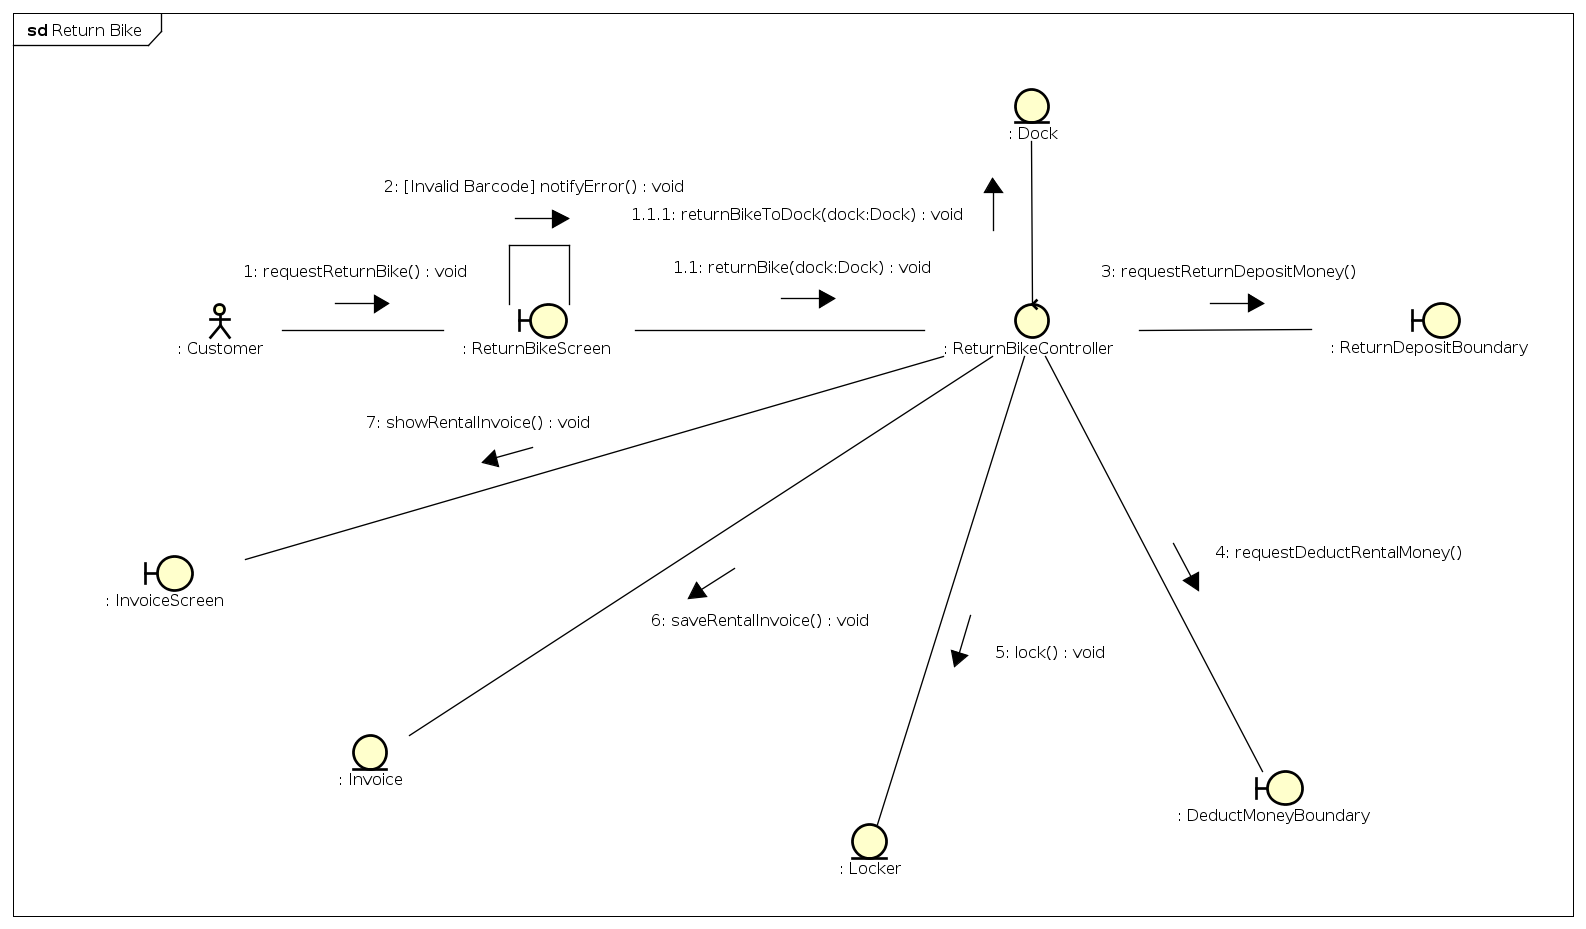 sd Return Bike
: Dock
2: [Invalid Barcode] notifyError() : void
1.1.1: returnBikeToDock(dock:Dock) : void
1: requestReturnBike() : void
1.1: returnBike(dock:Dock) : void
3: requestReturnDepositMoney()
: Customer
: ReturnBikeScreen
: ReturnBikeController
: ReturnDepositBoundary
7: showRentalInvoice() : void
4: requestDeductRentalMoney()
: InvoiceScreen
6: saveRentalInvoice() : void
5: lock() : void
: Invoice
: DeductMoneyBoundary
: Locker